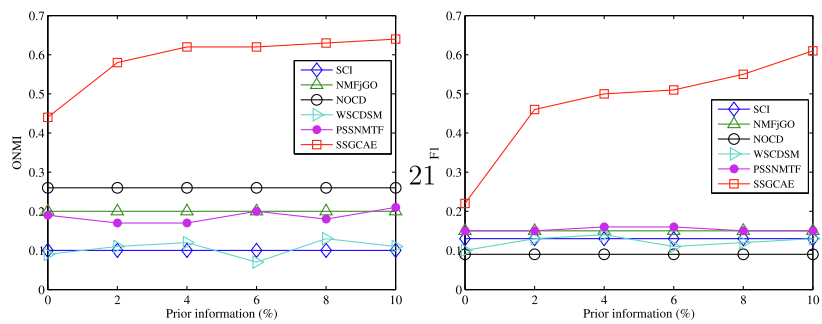 0.7
0.6
0.5
0.4
0.3
0.2
0.1
0
ONMI
0 2 4 6 8 10
Prior information (%)
SCI
NMFjGO
NOCD
WSCDSM
PSSNMTF
SSGCAE
21
0.7
0.6
0.5
0.4
0.3
0.2
0.1
0
F1
0 2 4 6 8 10
Prior information (%)
SCI
NMFjGO
NOCD
WSCDSM
PSSNMTF
SSGCAE